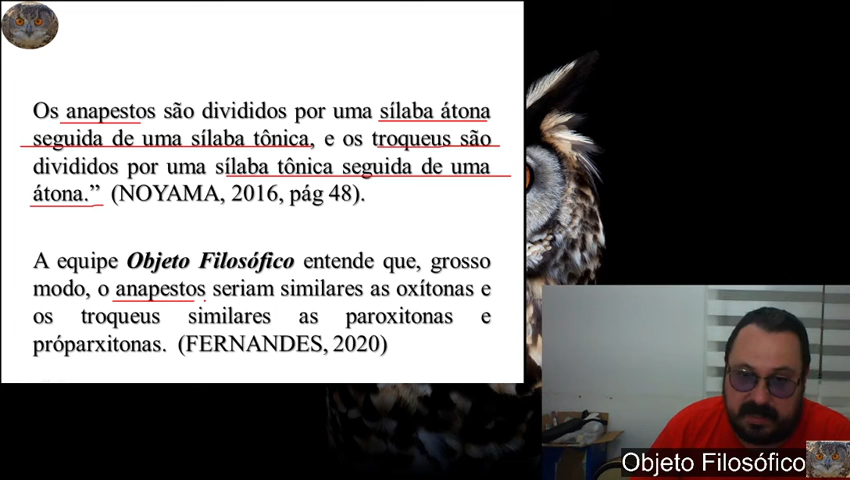 Os anapestos são divididos por uma sílaba átona
seguida de uma sílaba tônica, e os troqueus são
divididos por uma sílaba tônica seguida de uma
átona.” (NOYAMA, 2016, pág 48).
A equipe Objeto Filosófico entende que, grosso
modo, o anapestos seriam similares as oxítonas e
os troqueus similares as paroxitonas e
próparxitonas. (FERNANDES, 2020)
Objeto Filosófico